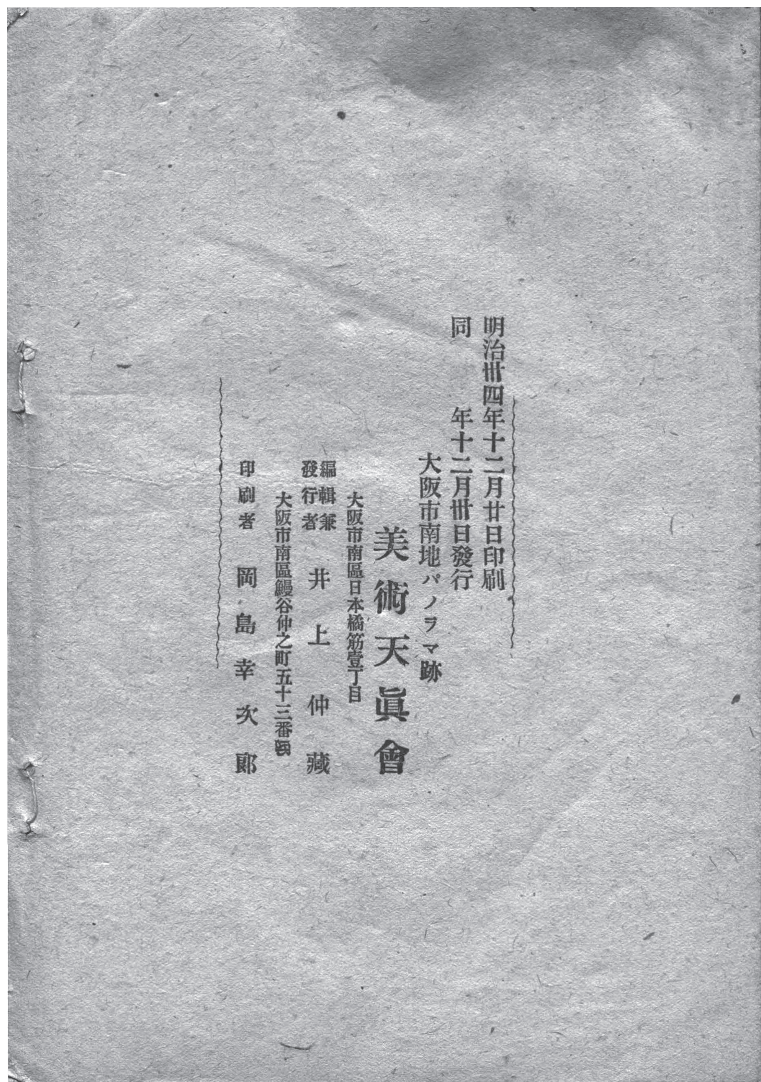 明治卅四年十二月廿日印刷
同　　年十二月卅日發行
大阪市南地パノラマ跡
美術天眞會
大阪市南區日本橋筋壹丁目
編輯兼
發行者　井上仲藏
大阪市南區鰻谷仲之町五十三番
印刷者　岡島幸次郎